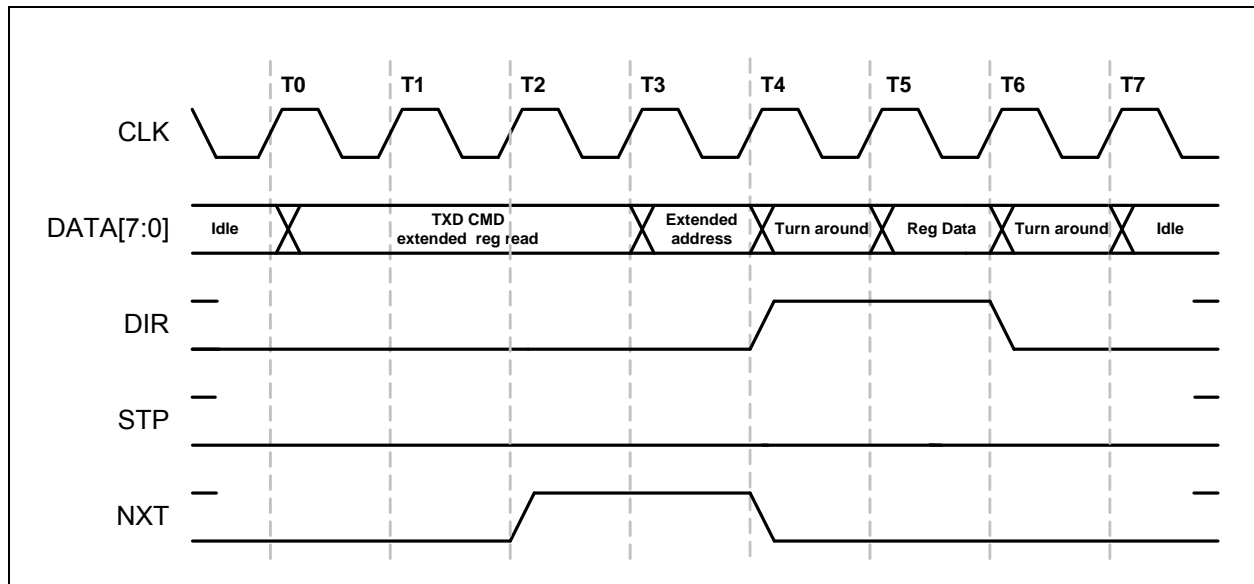 T0 T1 T2 T3 T4 T5 T6 T7
CLK
DATA[7:0]
Idle
TXD CMD
extended reg read
Extended
address
Turn around
Reg Data
Turn around
Idle
DIR
STP
NXT